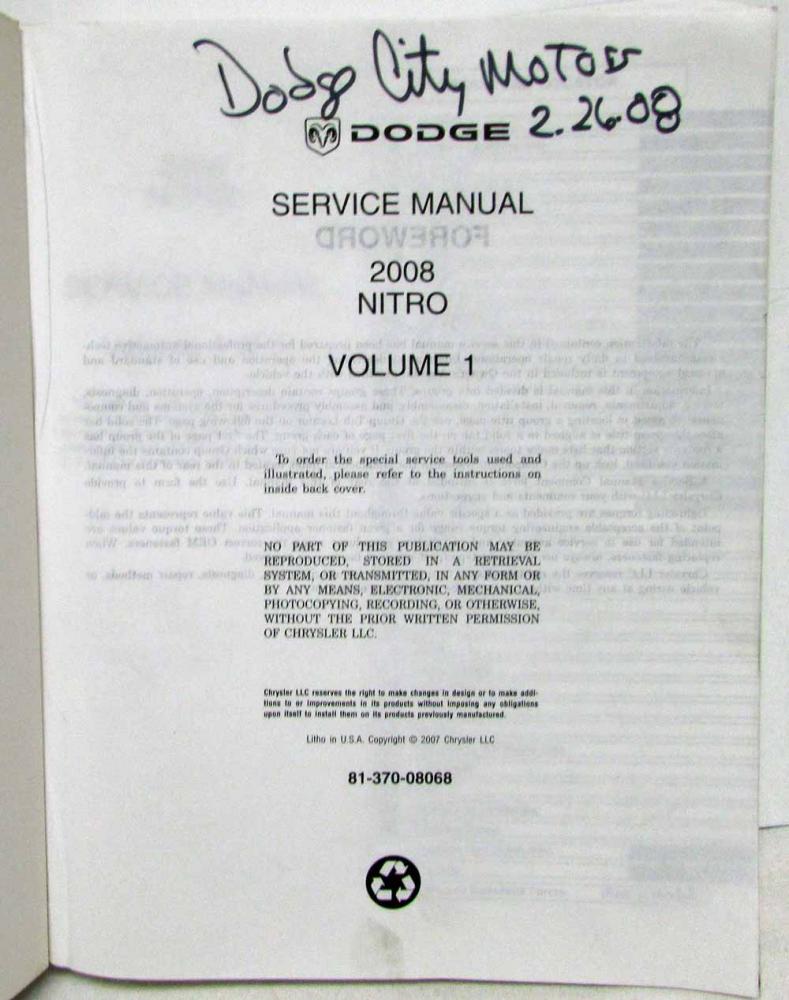 Dodge City Motors
DODGE 2.26.08
SERVICE MANUAL
FOREWORD
2008
NITRO
VOLUME 1
To order the special service tools used and
illustrated, please refer to the instructions on
inside back cover.
NO PART OF THIS PUBLICATION MAY BE
REPRODUCED, STORED IN A RETRIEVAL
SYSTEM, OR TRANSMITTED, IN ANY FORM OR
BY ANY MEANS, ELECTRONIC, MECHANICAL,
PHOTOCOPYING, RECORDING, OR OTHERWISE,
WITHOUT THE PRIOR WRITTEN PERMISSION
OF CHRYSLER LLC.
Chrysler LLC reserves the right to make changes in design or to make addi-
tions to or improvements in its products without imposing any obligations
upon itself to install them on its products previously manufactured.
Litho in U.S.A. Copyright © 2007 Chrysler LLC
81-370-08068